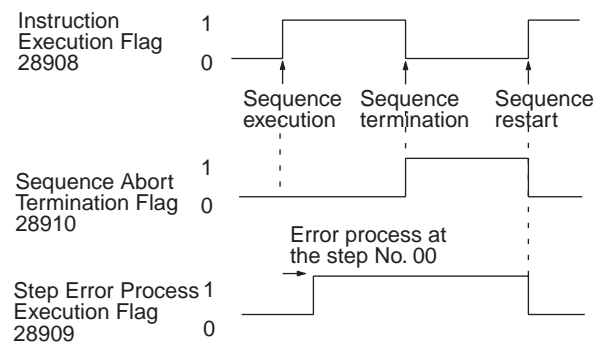 Instruction
Execution Flag
28908
1
0
Sequence
execution
Sequence
termination
Sequence
restart
Sequence Abort
Termination Flag
28910
1
0
Error process at
the step No. 00
Step Error Process
Execution Flag
28909
1
0